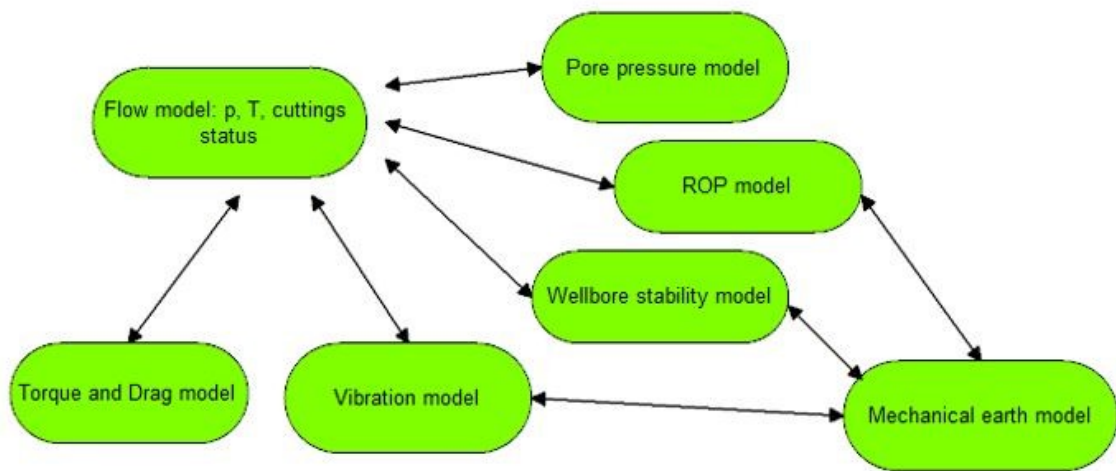 Pore pressure model
Flow model: p, T, cuttings
status
ROP model
Wellbore stability model
Torque and Drag model
Vibration model
Mechanical earth model